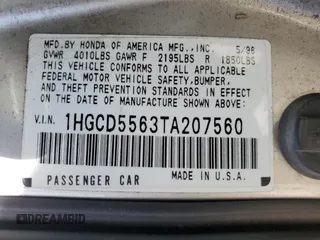 MFD.BY HONDA OF AMERICA MFG.,INC. 5/96
GVWR 4010LBS GAWR F 2195LBS R 1850LBS
THIS VEHICLE CONFORMS TO ALL APPLICABLE
FEDERAL MOTOR VEHICLE SAFETY,BUMPER,
AND THEFT PREVENTION STANDARDS IN
EFFECT ON THE DATE OF MANUFACTURE
SHOWN ABOVE.
V.I.N. 1HGCD5563TA207560
PASSENGER CAR MADE IN U.S.A.
DREAMBID